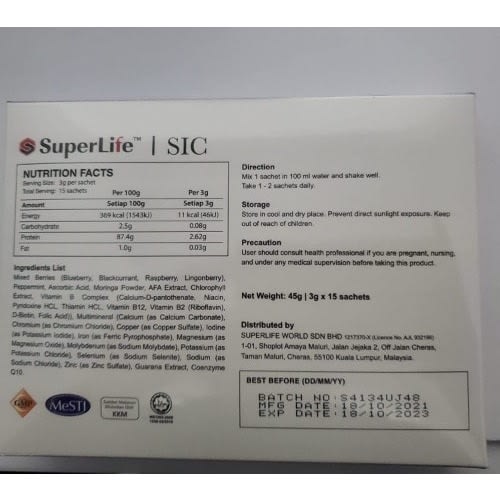 SuperLife™ | SIC
NUTRITION FACTS
Serving Size: 3g per sachet
Total Serving: 15 sachets
Per 100g Per 3g
Amount Setiap 100g Setiap 3g
Energy 369 kcal (1543kJ) 11 kcal (46kJ)
Carbohydrate 2.5g 0.08g
Protein 87.4g 2.62g
Fat 1.0g 0.03g
Ingredients List
Mixed Berries (Blueberry, Blackcurrant, Raspberry, Lingonberry),
Peppermint, Ascorbic Acid, Moringa Powder, AFA Extract, Chlorophyll
Extract, Vitamin B Complex (Calcium-D-pantothenate, Niacin,
Pyridoxine HCL, Thiamin HCL, Vitamin B12, Vitamin B2 (Riboflavin),
D-Biotin, Folic Acid), Multimineral (Calcium (as Calcium Carbonate),
Chromium (as Chromium Chloride), Copper (as Copper Sulfate), Iodine
(as Potassium Iodate), Iron (as Ferric Pyrophosphate), Magnesium (as
Magnesium Oxide), Molybdenum (as Sodium Molybdate), Potassium (as
Potassium Chloride), Selenium (as Sodium Selenite), Sodium (as
Sodium Chloride), Zinc (as Zinc Sulfate), Guarana Extract, Coenzyme
Q10.
GMP
MeSTI
KKM
Direction
Mix 1 sachet in 100 ml water and shake well.
Take 1 - 2 sachets daily.
Storage
Store in cool and dry place. Prevent direct sunlight exposure. Keep
out of reach of children.
Precaution
User should consult health professional if you are pregnant, nursing,
and under any medical supervision before taking this product.
Net Weight: 45g | 3g x 15 sachets
Distributed by
SUPERLIFE WORLD SDN BHD 1217370-X (Licence No. AJL 932196)
1-01, Shoplot Amaya Maluri, Jalan Jejaka 2, Off Jalan Cheras,
Taman Maluri, Cheras, 55100 Kuala Lumpur, Malaysia.
BEST BEFORE (DD/MM/YY)
BATCH NO:S4134UJ48
MFG DATE:18/10/2021
EXP DATE:18/10/2023